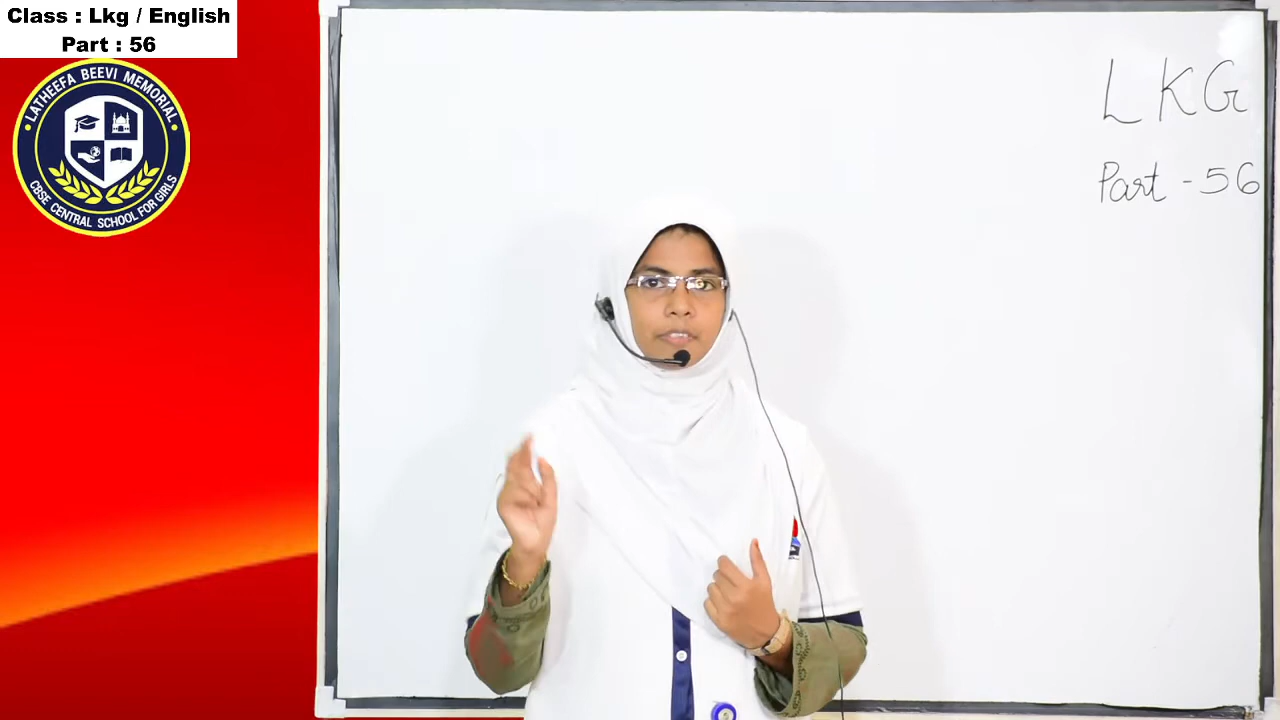 Class : Lkg / English
Part : 56
LATHEEFA BEEVI MEMORIAL
CBSE CENTRAL SCHOOL FOR GIRLS
LKG
Part - 56